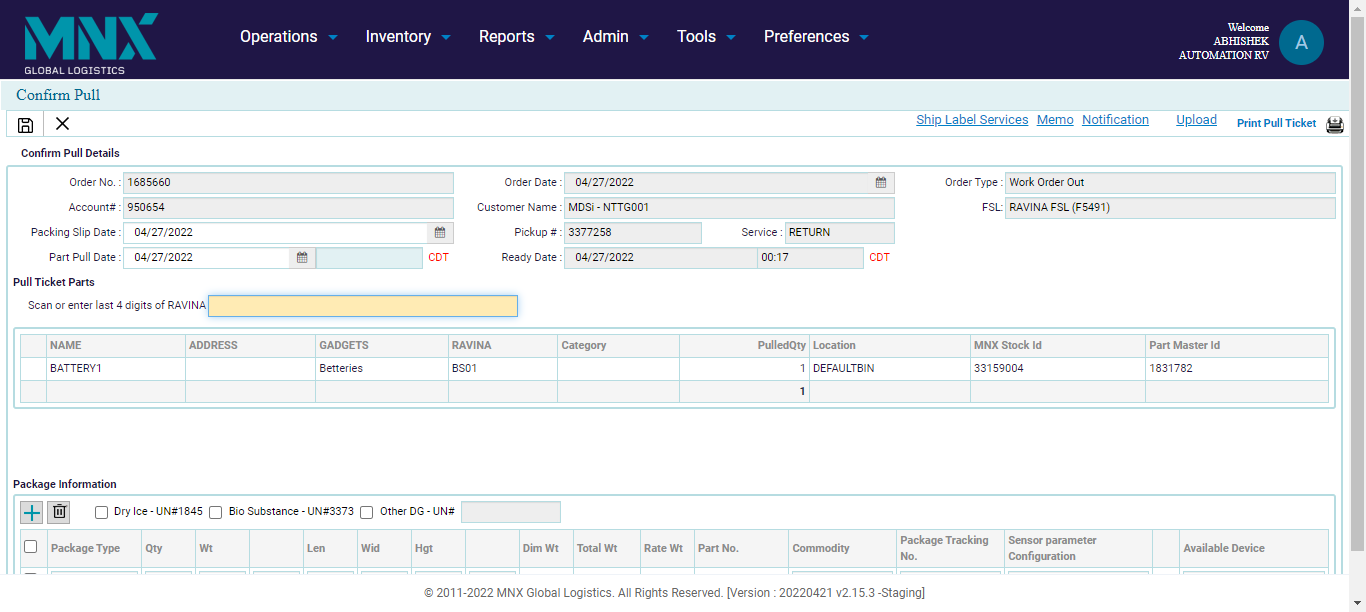 MNX
GLOBAL LOGISTICS
Operations Inventory Reports Admin Tools Preferences
Welcome
ABHISHEK
AUTOMATION RV
A
Confirm Pull
Ship Label Services Memo Notification Upload Print Pull Ticket
Confirm Pull Details
Order No. : 1685660 Order Date : 04/27/2022 Order Type : Work Order Out
Account# : 950654 Customer Name : MDSi - NTTG001 FSL: RAVINA FSL (F5491)
Packing Slip Date : 04/27/2022 Pickup # : 3377258 Service : RETURN
Part Pull Date : 04/27/2022 CDT Ready Date : 04/27/2022 00:17 CDT
Pull Ticket Parts
Scan or enter last 4 digits of RAVINA
NAME ADDRESS GADGETS RAVINA Category PulledQty Location MNX Stock Id Part Master Id
BATTERY1 Betteries BS01 1 DEFAULTBIN 33159004 1831782
1
Package Information
Dry Ice - UN#1845 Bio Substance - UN#3373 Other DG - UN#
Package Type Qty Wt Len Wid Hgt Dim Wt Total Wt Rate Wt Part No. Commodity Package Tracking No. Sensor parameter Configuration Available Device
© 2011-2022 MNX Global Logistics. All Rights Reserved. [Version : 20220421 v2.15.3 -Staging]